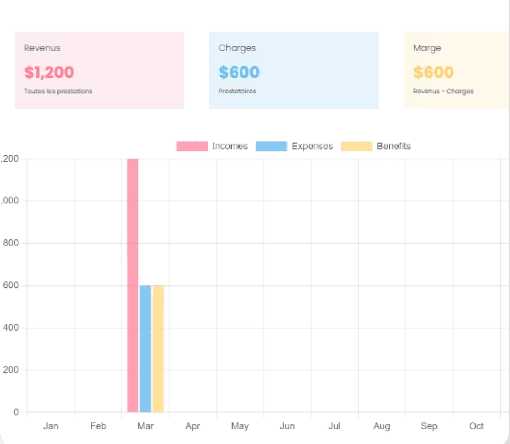 Revenus
$1,200
Toutes les prestations
Charges
$600
Prestataires
Marge
$600
Revenus - Charges
Incomes
Expenses
Benefits
,200
,000
800
600
400
200
0
Jan
Feb
Mar
Apr
May
Jun
Jul
Aug
Sep
Oct